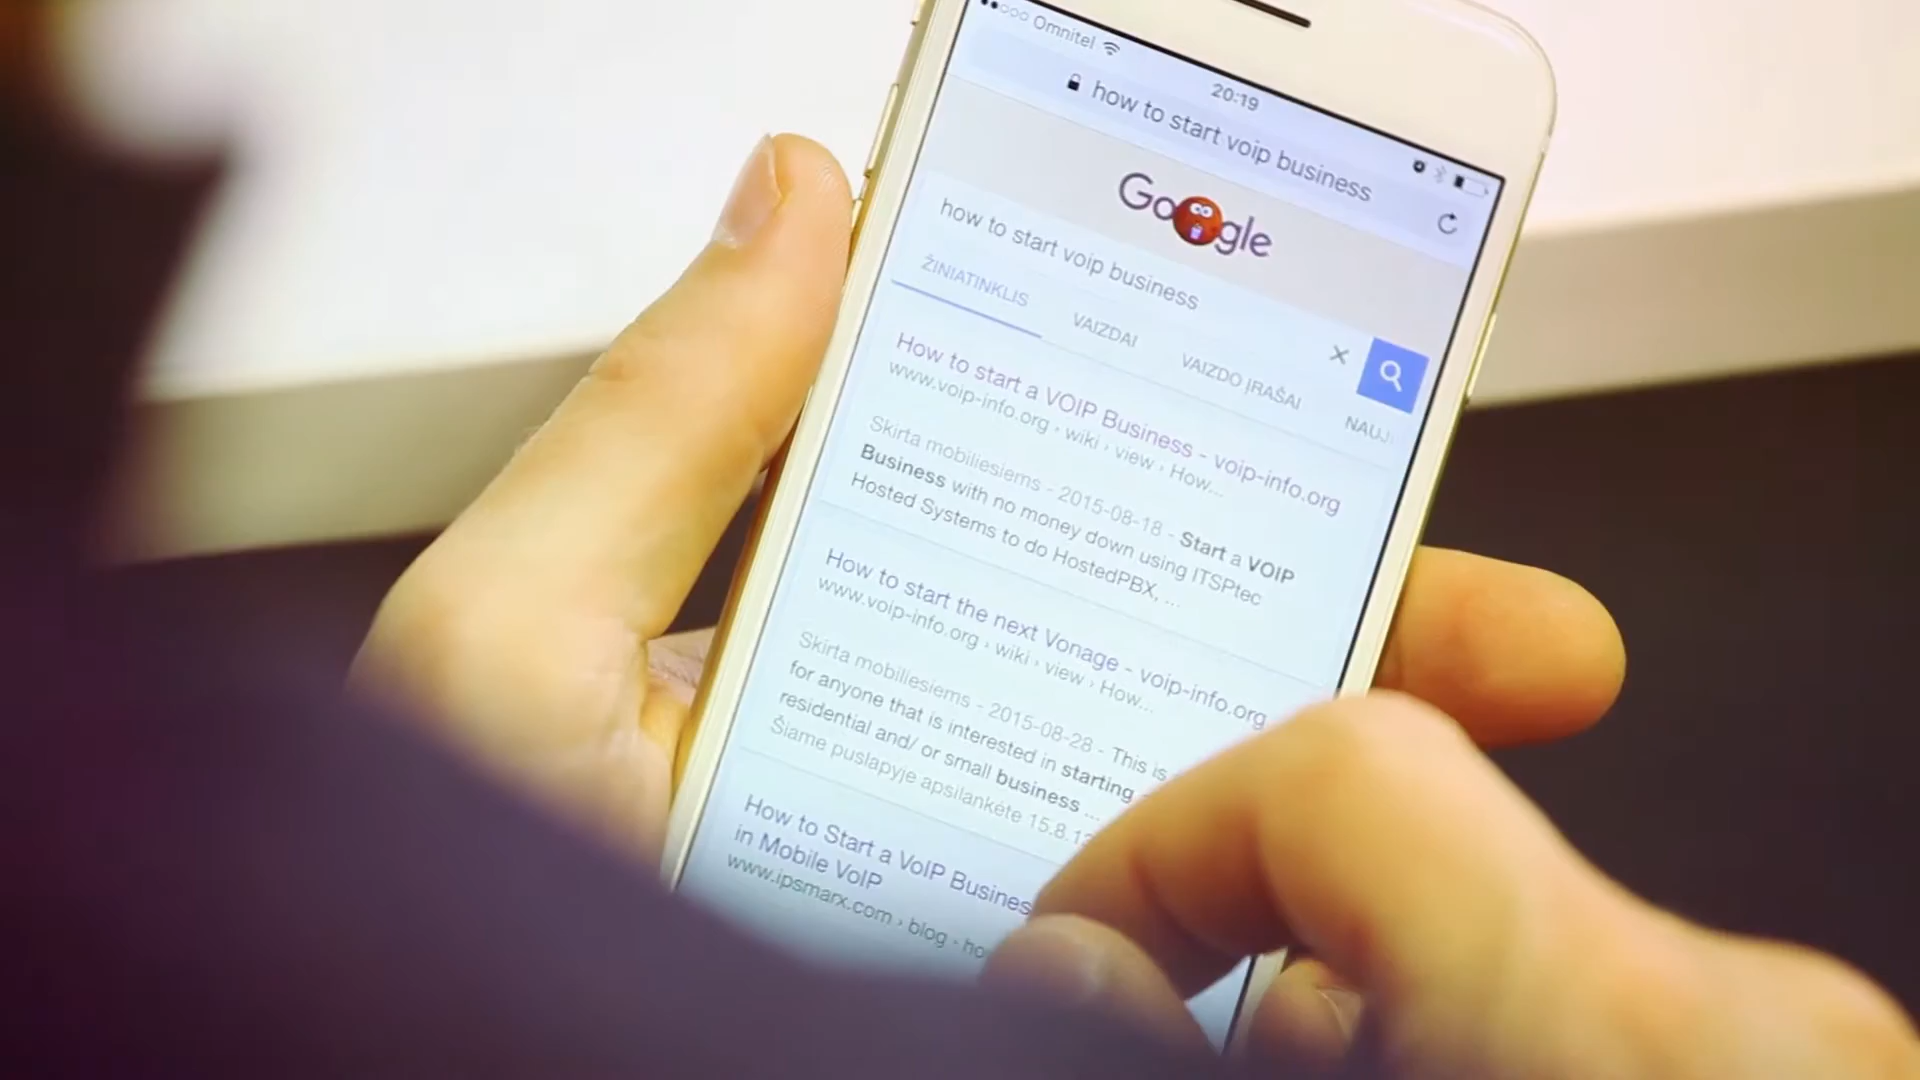 Omnitel
20:19
how to start voip business
Google
how to start voip business
ŽINIATINKLIS VAIZDAI VAIZDO ĮRAŠAI NAUJ
How to start a VOIP Business - voip-info.org
www.voip-info.org › wiki › view › How...
Skirta mobiliesiems - 2015-08-18 - Start a VOIP
Business with no money down using ITSPtec
Hosted Systems to do HostedPBX, ...
How to start the next Vonage - voip-info.org
www.voip-info.org › wiki › view › How...
Skirta mobiliesiems - 2015-08-28 - This is
for anyone that is interested in starting
residential and/ or small business ...
Šiame puslapyje apsilankėte 15.8.13
How to Start a VoIP Business
in Mobile VoIP
www.ipsmarx.com › blog › ho